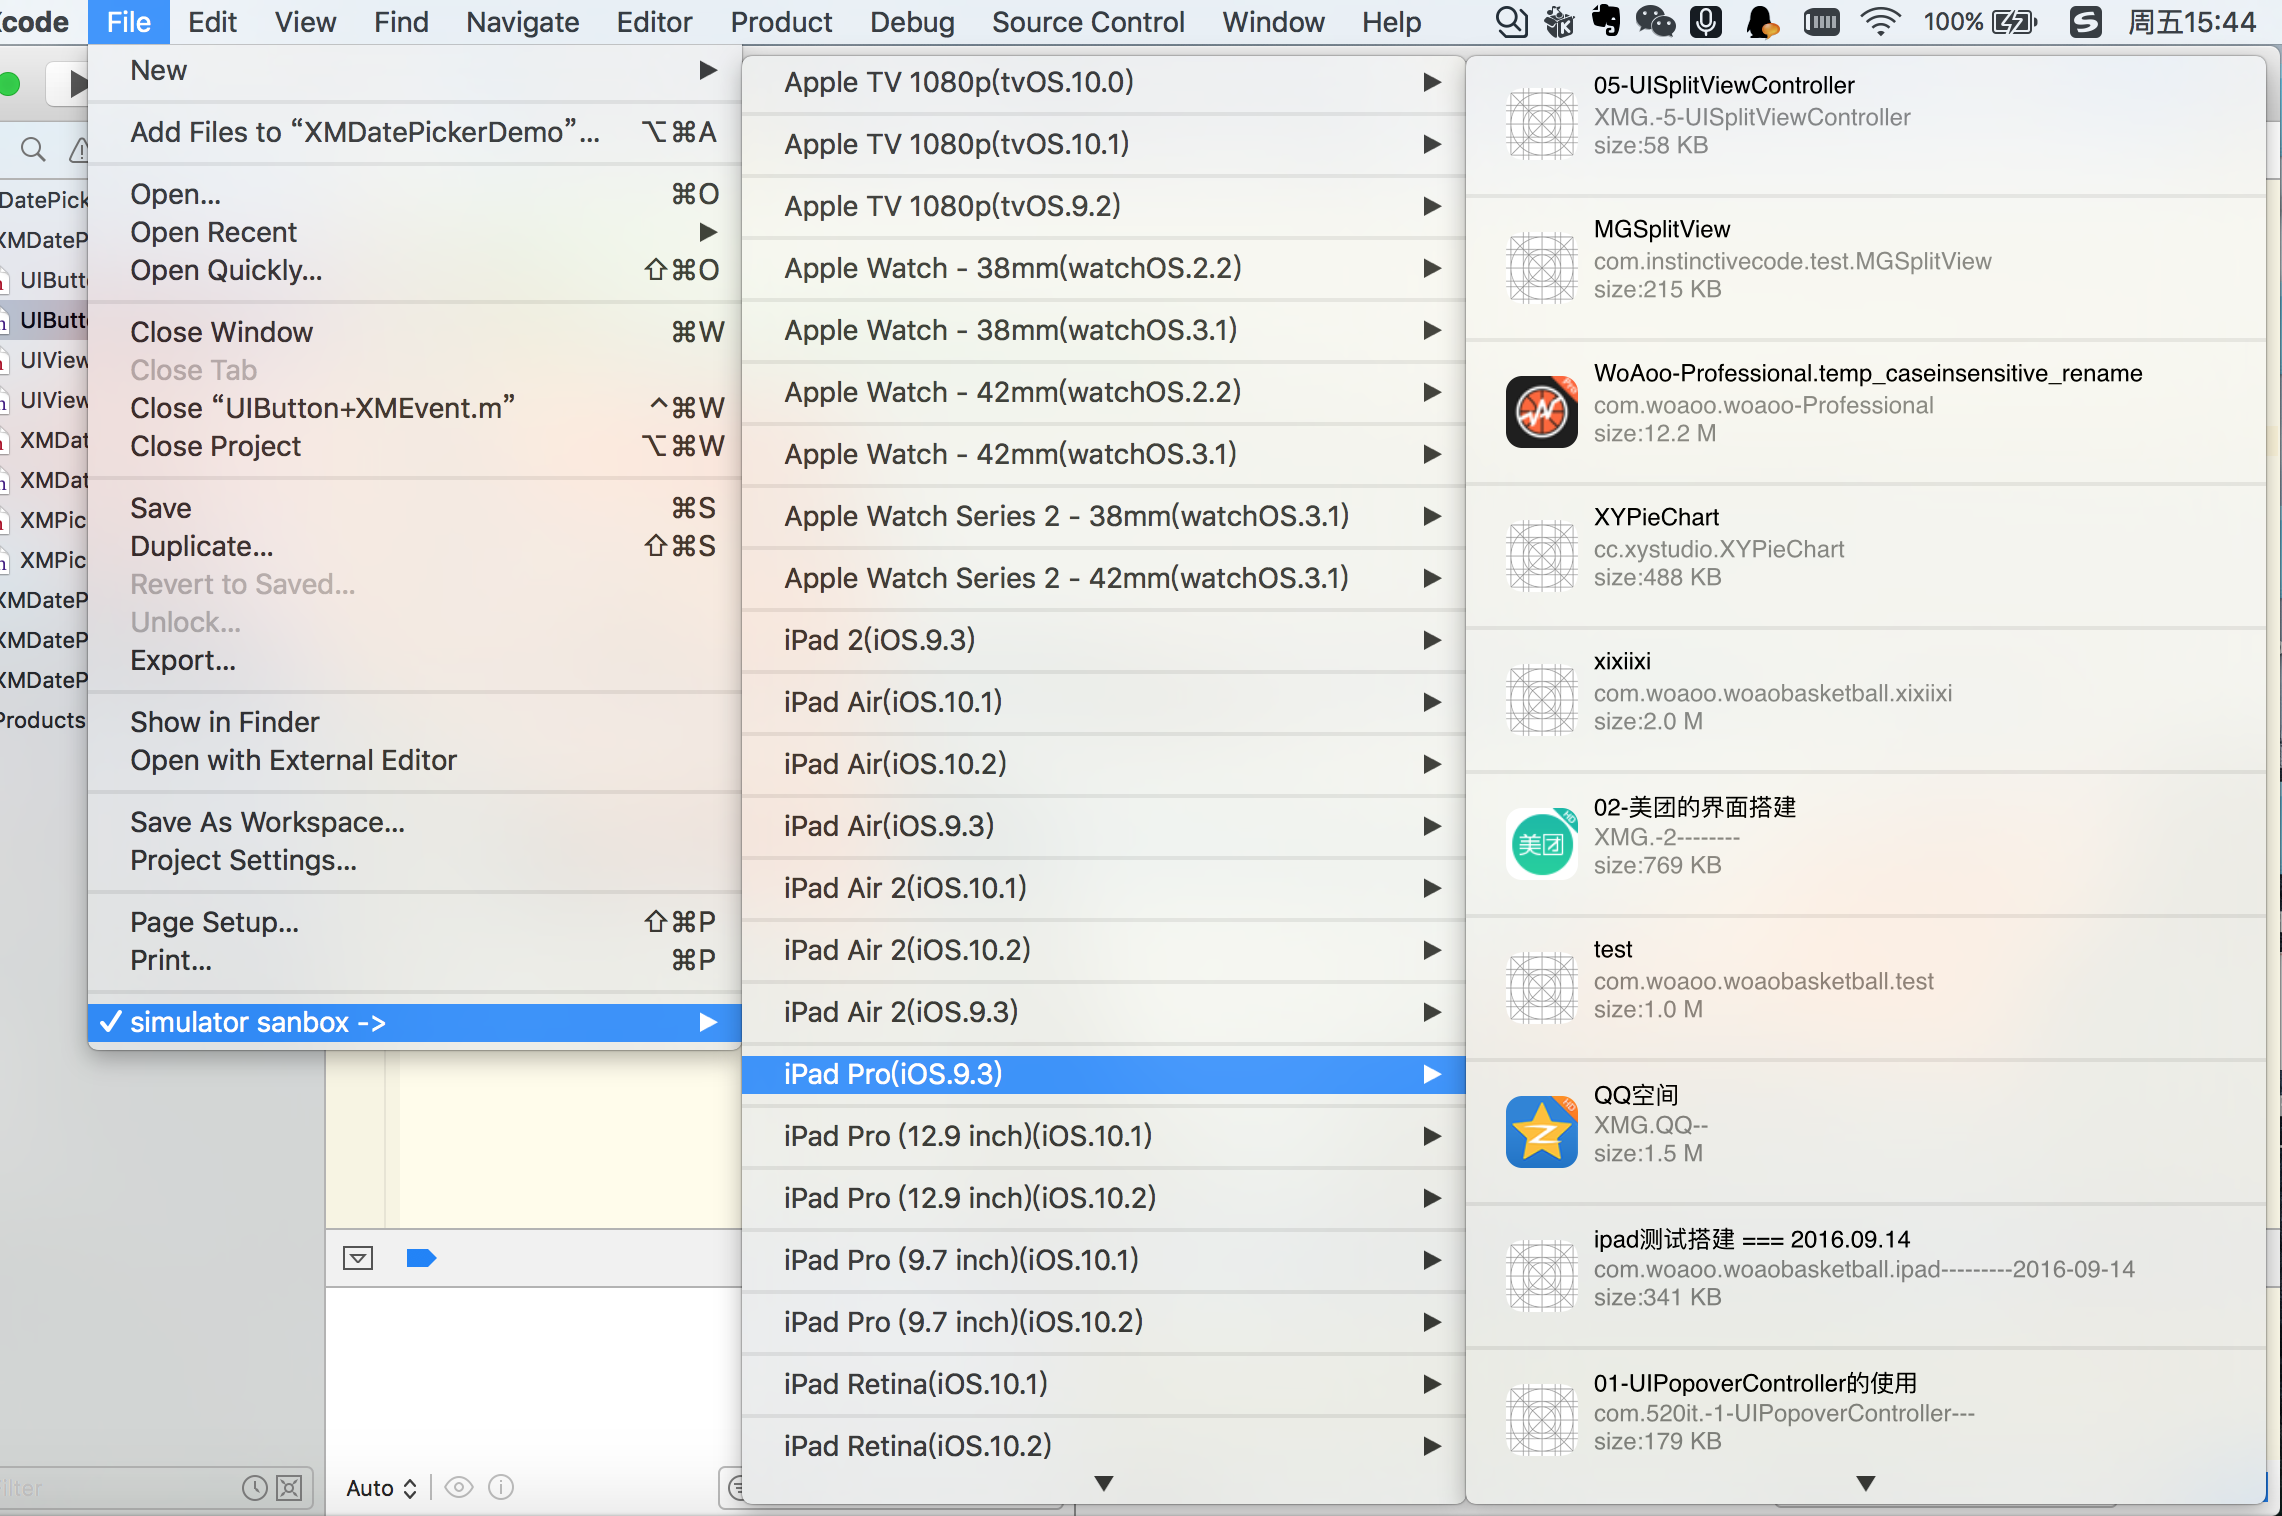 Xcode File Edit View Find Navigate Editor Product Debug Source Control Window Help 100% 周五15:44
New
Add Files to “XMDatePickerDemo”... ⌥⌘A
Open... ⌘O
Open Recent
Open Quickly... ⇧⌘O
Close Window ⌘W
Close Tab
Close “UIButton+XMEvent.m” ^⌘W
Close Project ⌥⌘W
Save ⌘S
Duplicate... ⇧⌘S
Revert to Saved...
Unlock...
Export...
Show in Finder
Open with External Editor
Save As Workspace...
Project Settings...
Page Setup... ⇧⌘P
Print... ⌘P
✓ simulator sanbox ->
DatePick
XMDateP
UIButt
UIButt
UIView
UIView
XMDat
XMDat
XMPic
XMPic
XMDateP
XMDateP
XMDateP
Products
Apple TV 1080p(tvOS.10.0)
Apple TV 1080p(tvOS.10.1)
Apple TV 1080p(tvOS.9.2)
Apple Watch - 38mm(watchOS.2.2)
Apple Watch - 38mm(watchOS.3.1)
Apple Watch - 42mm(watchOS.2.2)
Apple Watch - 42mm(watchOS.3.1)
Apple Watch Series 2 - 38mm(watchOS.3.1)
Apple Watch Series 2 - 42mm(watchOS.3.1)
iPad 2(iOS.9.3)
iPad Air(iOS.10.1)
iPad Air(iOS.10.2)
iPad Air(iOS.9.3)
iPad Air 2(iOS.10.1)
iPad Air 2(iOS.10.2)
iPad Air 2(iOS.9.3)
iPad Pro(iOS.9.3)
iPad Pro (12.9 inch)(iOS.10.1)
iPad Pro (12.9 inch)(iOS.10.2)
iPad Pro (9.7 inch)(iOS.10.1)
iPad Pro (9.7 inch)(iOS.10.2)
iPad Retina(iOS.10.1)
iPad Retina(iOS.10.2)
05-UISplitViewController
XMG.-5-UISplitViewController
size:58 KB
MGSplitView
com.instinctivecode.test.MGSplitView
size:215 KB
WoAoo-Professional.temp_caseinsensitive_rename
com.woaoo.woaoo-Professional
size:12.2 M
Pro
XYPieChart
cc.xystudio.XYPieChart
size:488 KB
xixiixi
com.woaoo.woaobasketball.xixiixi
size:2.0 M
02-美团的界面搭建
XMG.-2--------
size:769 KB
美团
HD
test
com.woaoo.woaobasketball.test
size:1.0 M
QQ空间
XMG.QQ--
size:1.5 M
HD
ipad测试搭建 === 2016.09.14
com.woaoo.woaobasketball.ipad---------2016-09-14
size:341 KB
01-UIPopoverController的使用
com.520it.-1-UIPopoverController---
size:179 KB
Filter
Auto